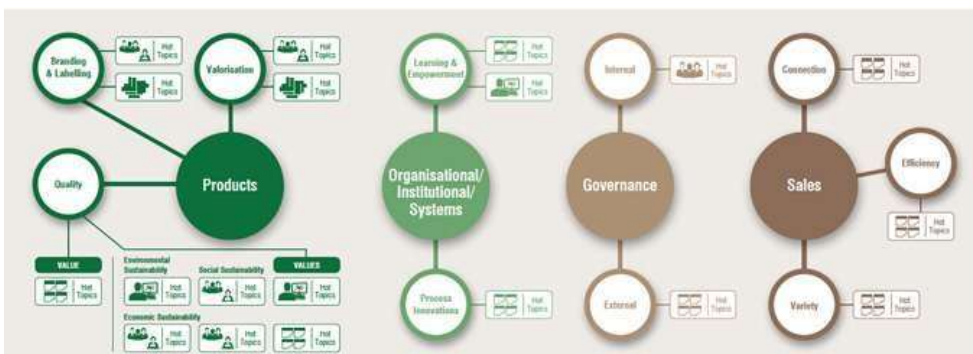 Branding
& Labelling
Hot
Topics
Hot
Topics
Valorisation
Hot
Topics
Hot
Topics
Quality
Products
VALUE
Hot
Topics
Environmental
Sustainability
Hot
Topics
Social Sustainability
Hot
Topics
VALUES
Hot
Topics
Economic Sustainability
Hot
Topics
Hot
Topics
Hot
Topics
Learning &
Empowerment
Hot
Topics
Hot
Topics
Organisational/
Institutional/
Systems
Process
Innovations
Hot
Topics
Internal
Hot
Topics
Governance
External
Hot
Topics
Connection
Hot
Topics
Sales
Efficiency
Hot
Topics
Variety
Hot
Topics